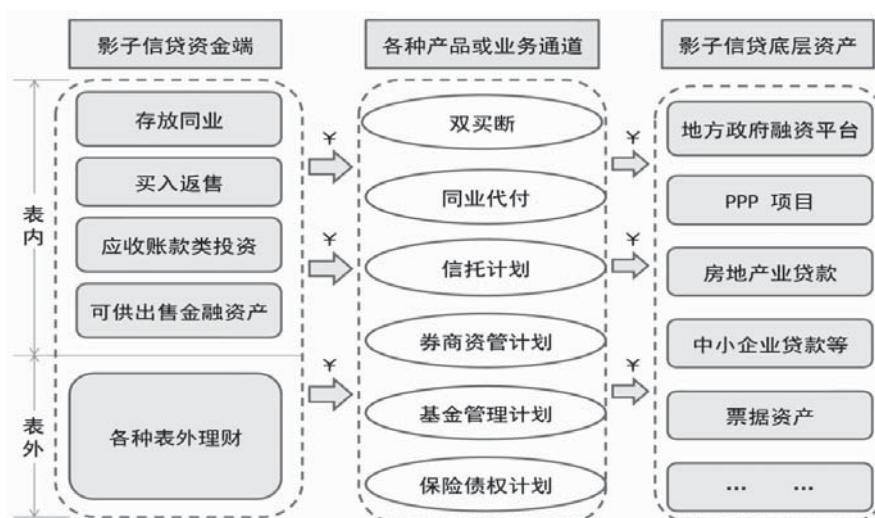 影子信贷资金端
各种产品或业务通道
影子信贷底层资产
表内
存放同业
买入返售
应收账款类投资
可供出售金融资产
表外
各种表外理财
¥
¥
¥
双买断
同业代付
信托计划
券商资管计划
基金管理计划
保险债权计划
¥
¥
¥
地方政府融资平台
PPP 项目
房地产业贷款
中小企业贷款等
票据资产
… …